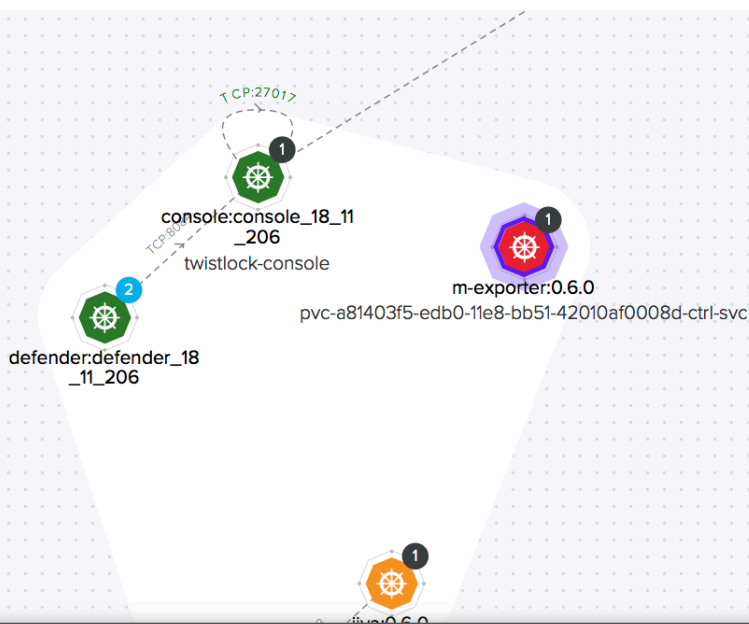 TCP:27017
1
console:console_18_11
_206
twistlock-console
1
m-exporter:0.6.0
pvc-a81403f5-edb0-11e8-bb51-42010af0008d-ctrl-svc
2
defender:defender_18
_11_206
1